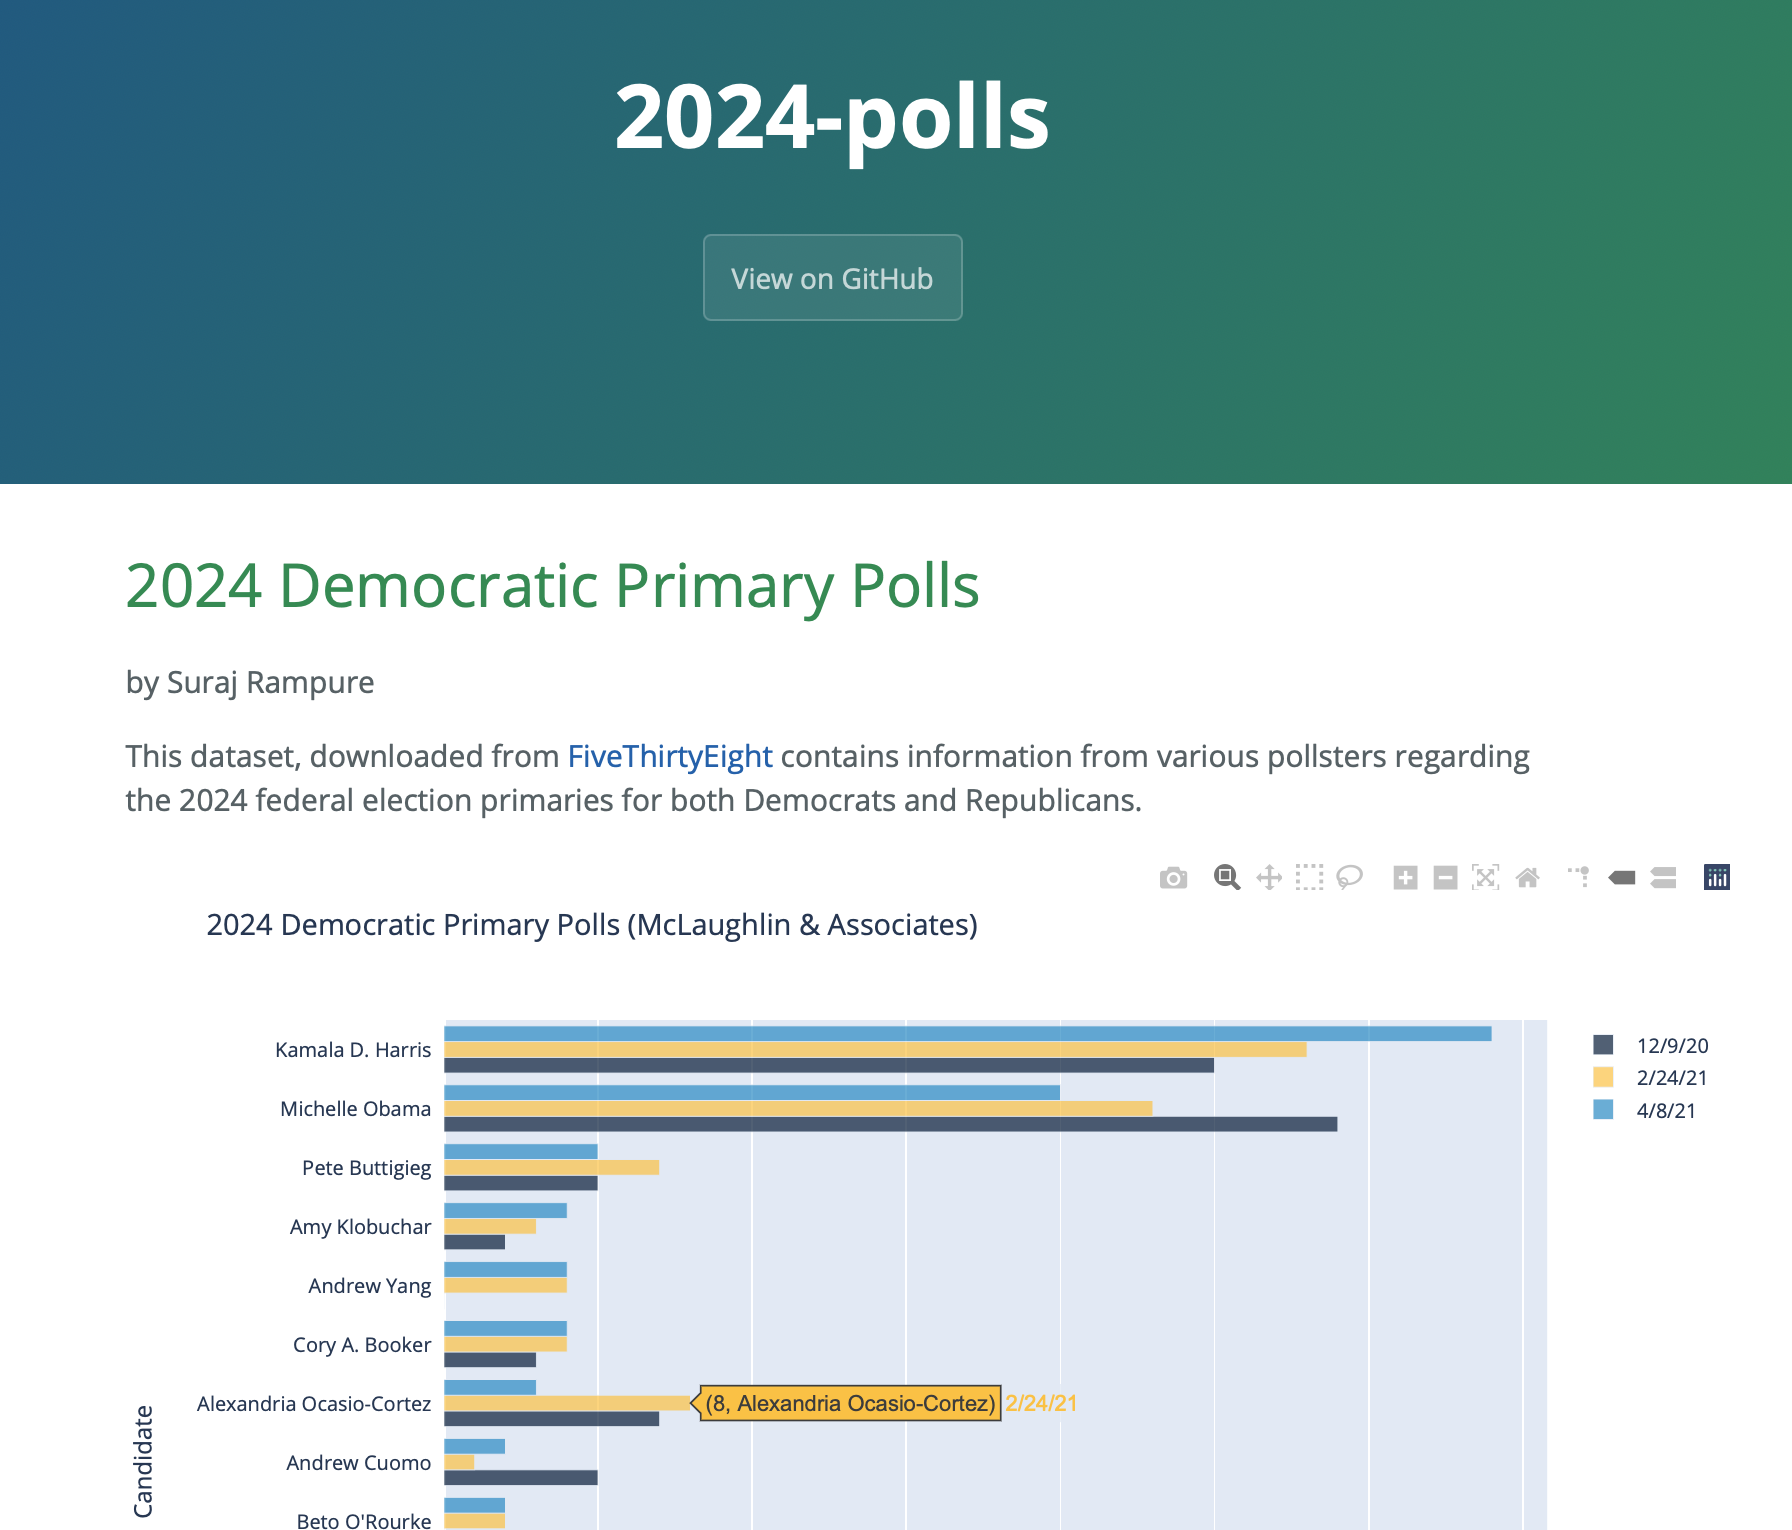 2024-polls
View on GitHub
2024 Democratic Primary Polls
by Suraj Rampure
This dataset, downloaded from FiveThirtyEight contains information from various pollsters regarding
the 2024 federal election primaries for both Democrats and Republicans.
2024 Democratic Primary Polls (McLaughlin & Associates)
Kamala D. Harris
Michelle Obama
Pete Buttigieg
Amy Klobuchar
Andrew Yang
Cory A. Booker
Alexandria Ocasio-Cortez
(8, Alexandria Ocasio-Cortez) 2/24/21
Andrew Cuomo
Beto O'Rourke
Candidate
12/9/20
2/24/21
4/8/21